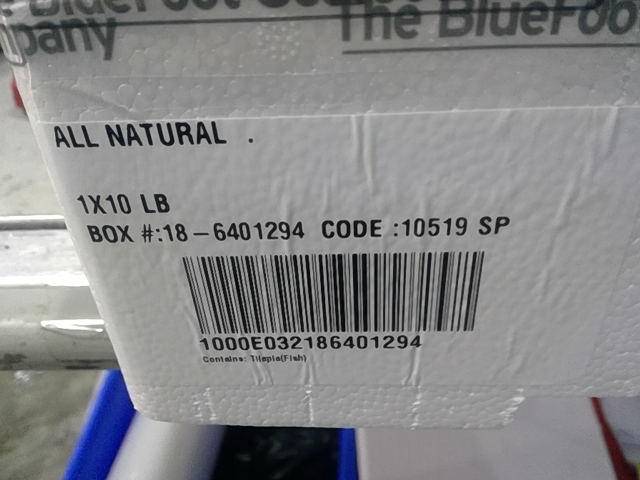 The BlueFoo
pany
ALL NATURAL .
1X10 LB
BOX #:18-6401294 CODE :10519 SP
1000E032186401294
Contains: Tilapia(Fish)